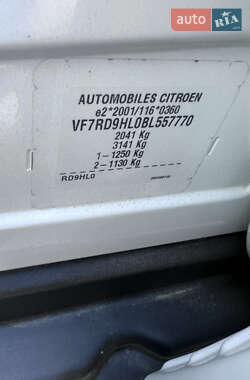 AUTO RIA
AUTOMOBILES CITROEN
e2*2001/116*0360
VF7RD9HL0BL557770
2041 Kg
3141 Kg
1-1250 Kg
2-1130 Kg
RD9HL0